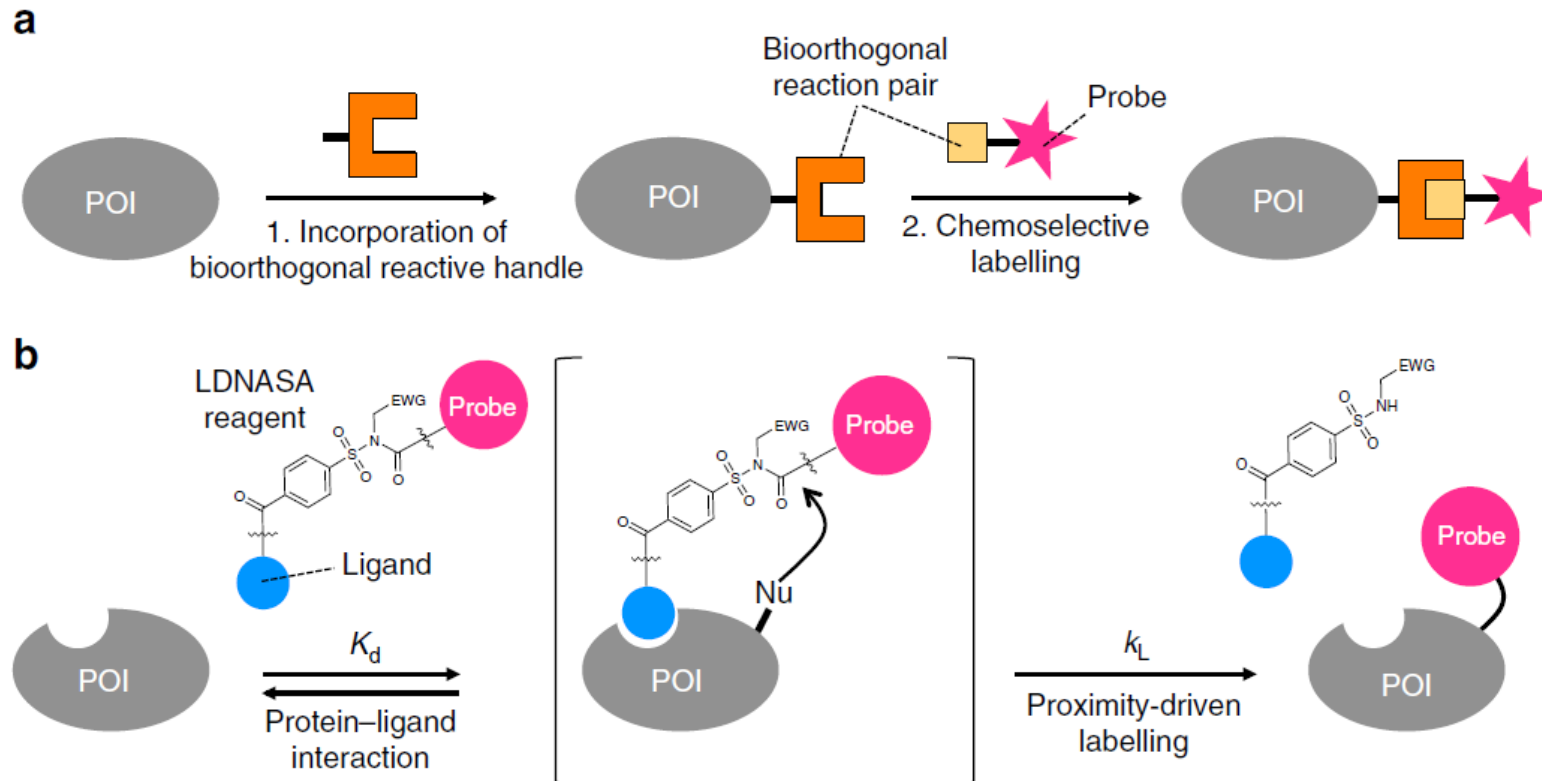 a
Bioorthogonal
reaction pair
Probe
POI
POI
POI
1. Incorporation of
bioorthogonal reactive handle
2. Chemoselective
labelling
b
LDNASA
reagent
EWG
Probe
N
S
O
O
O
O
Ligand
POI
Kd
Protein–ligand
interaction
EWG
Probe
N
S
O
O
O
O
Nu
POI
kL
Proximity-driven
labelling
EWG
NH
S
O
O
O
Probe
POI